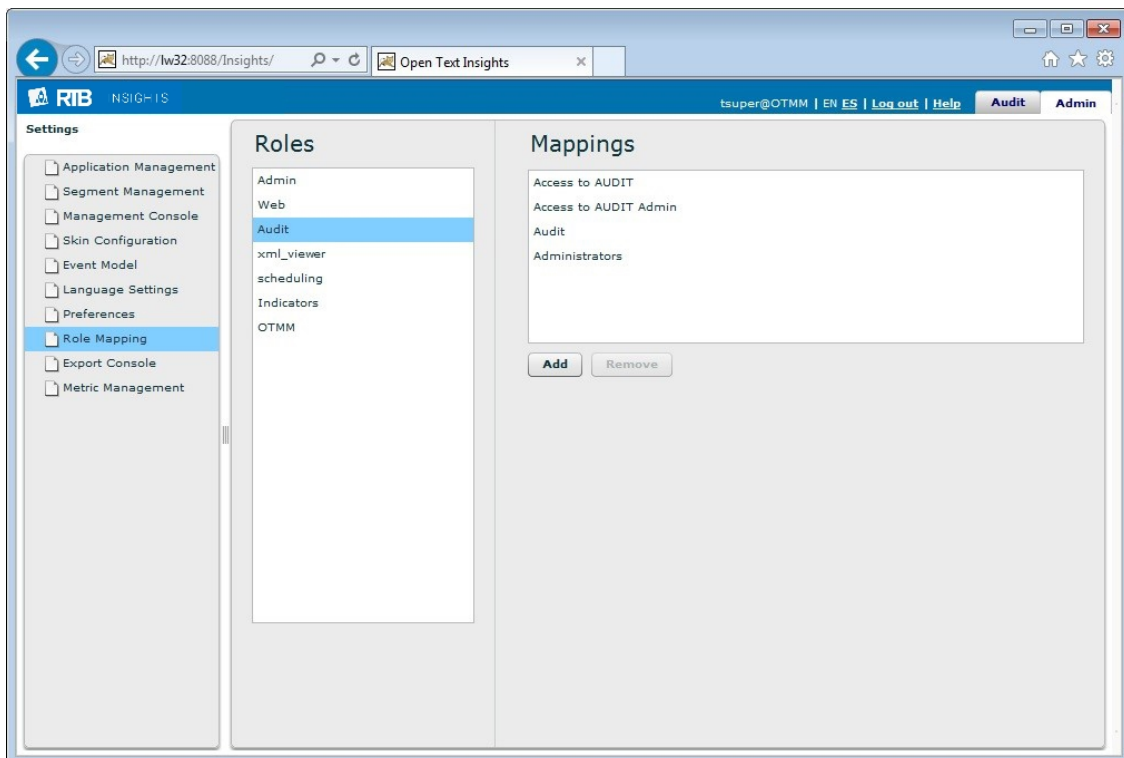 http://lw32:8088/Insights/
Open Text Insights
RTB INSIGHTS
tsuper@OTMM | EN ES | Log out | Help
Audit
Admin
Settings
Application Management
Segment Management
Management Console
Skin Configuration
Event Model
Language Settings
Preferences
Role Mapping
Export Console
Metric Management
Roles
Admin
Web
Audit
xml_viewer
scheduling
Indicators
OTMM
Mappings
Access to AUDIT
Access to AUDIT Admin
Audit
Administrators
Add
Remove